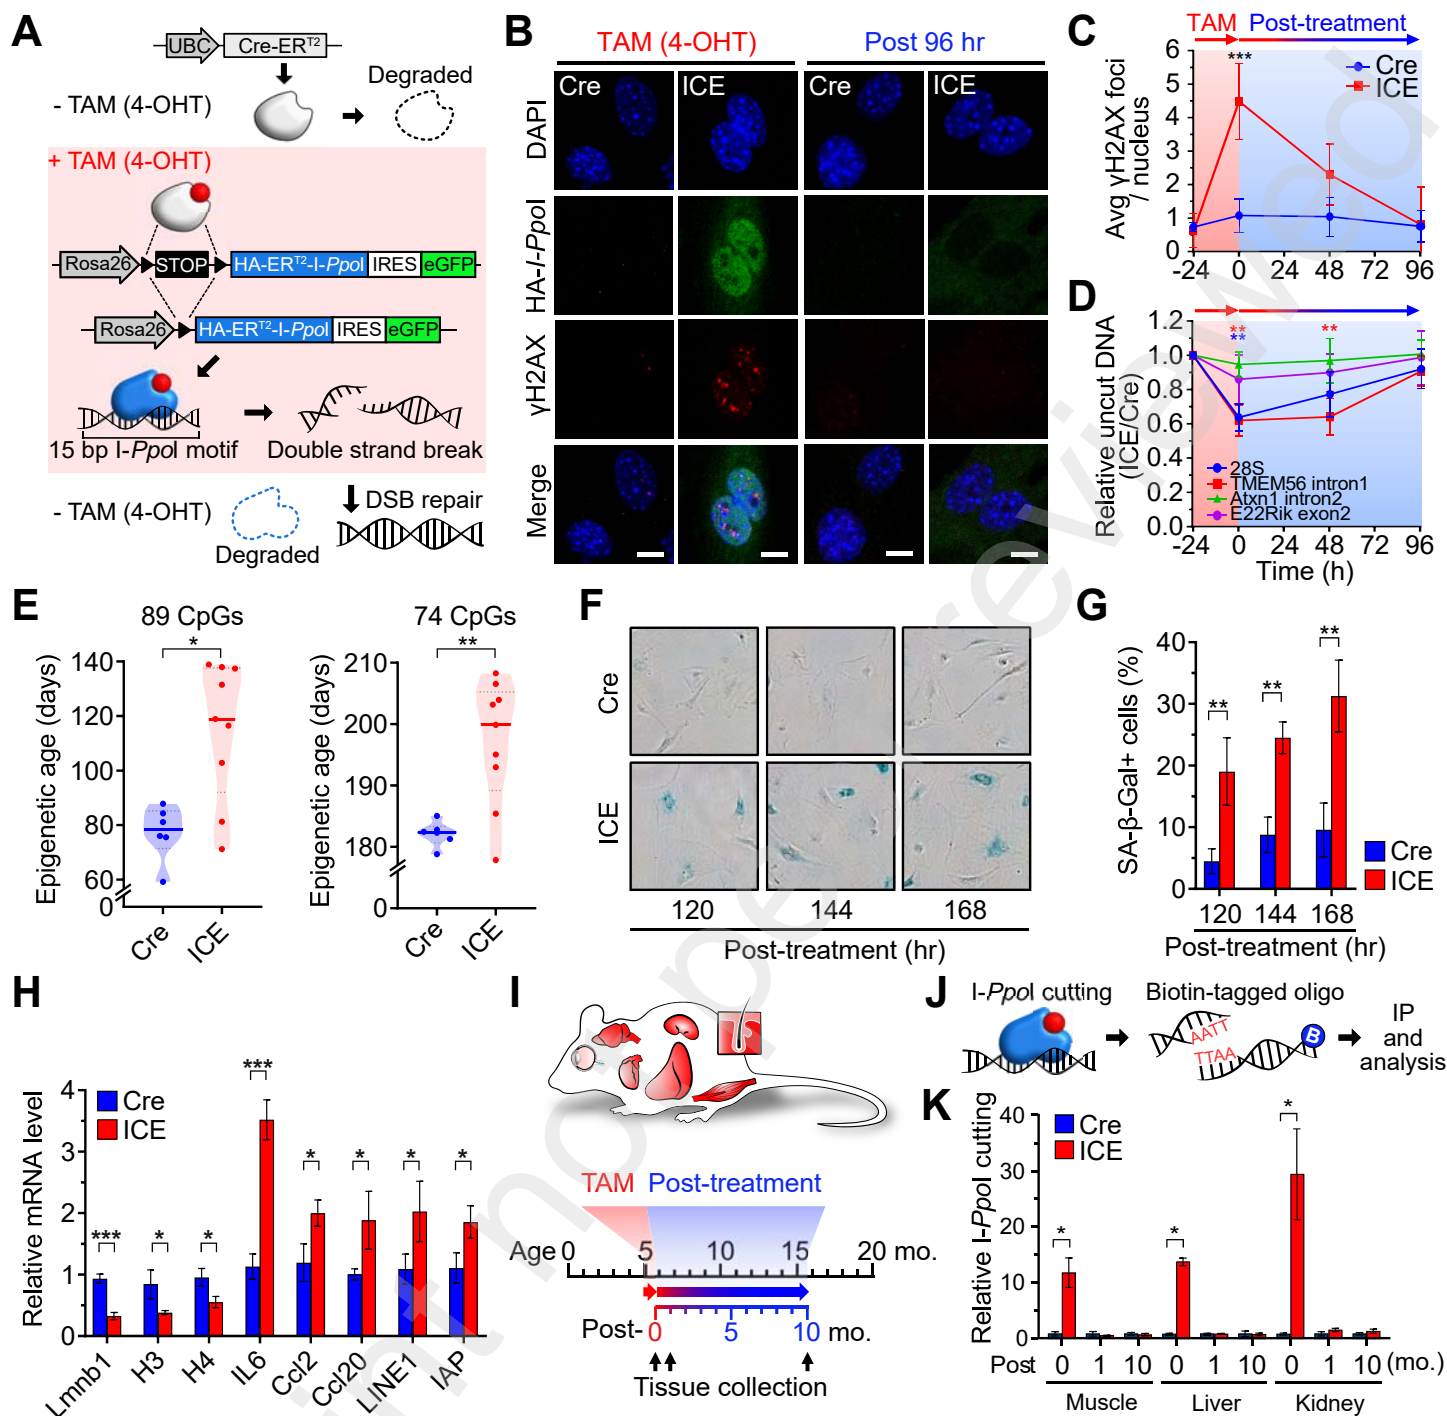 A
UBC
Cre-ERT2
- TAM (4-OHT)
Degraded
+ TAM (4-OHT)
Rosa26
STOP
HA-ERT2-I-PpoI
IRES
eGFP
Rosa26
HA-ERT2-I-PpoI
IRES
eGFP
15 bp I-PpoI motif
Double strand break
- TAM (4-OHT)
DSB repair
Degraded
B
TAM (4-OHT)
Post 96 hr
Cre
ICE
Cre
ICE
DAPI
HA-I-PpoI
γH2AX
Merge
C
TAM
Post-treatment
Avg γH2AX foci
/ nucleus
6
5
4
3
2
1
0
***
Cre
ICE
-24
0
24
48
72
96
D
Relative uncut DNA
(ICE/Cre)
1.2
1.0
0.8
0.6
0.4
0.2
0.0
**
**
**
28S
TMEM56 intron1
Atxn1 intron2
E22Rik exon2
-24
0
24
48
72
96
Time (h)
E
89 CpGs
*
Epigenetic age (days)
140
120
100
80
60
0
Cre
ICE
74 CpGs
**
Epigenetic age (days)
210
200
190
180
0
Cre
ICE
F
Cre
ICE
120
144
168
Post-treatment (hr)
G
SA-β-Gal+ cells (%)
40
30
20
10
0
**
**
**
Cre
ICE
120
144
168
Post-treatment (hr)
H
Relative mRNA level
4
3
2
1
0
Cre
ICE
***
*
*
***
*
*
*
*
Lmnb1
H3
H4
IL6
Ccl2
Ccl20
LINE1
IAP
I
TAM
Post-treatment
Age 0
5
10
15
20 mo.
Post- 0
5
10 mo.
Tissue collection
J
I-PpoI cutting
Biotin-tagged oligo
AATT
TTAA
B
IP
and
analysis
K
Relative I-PpoI cutting
40
30
20
10
0
Cre
ICE
*
*
*
Post
0
1
10
0
1
10
0
1
10
(mo.)
Muscle
Liver
Kidney